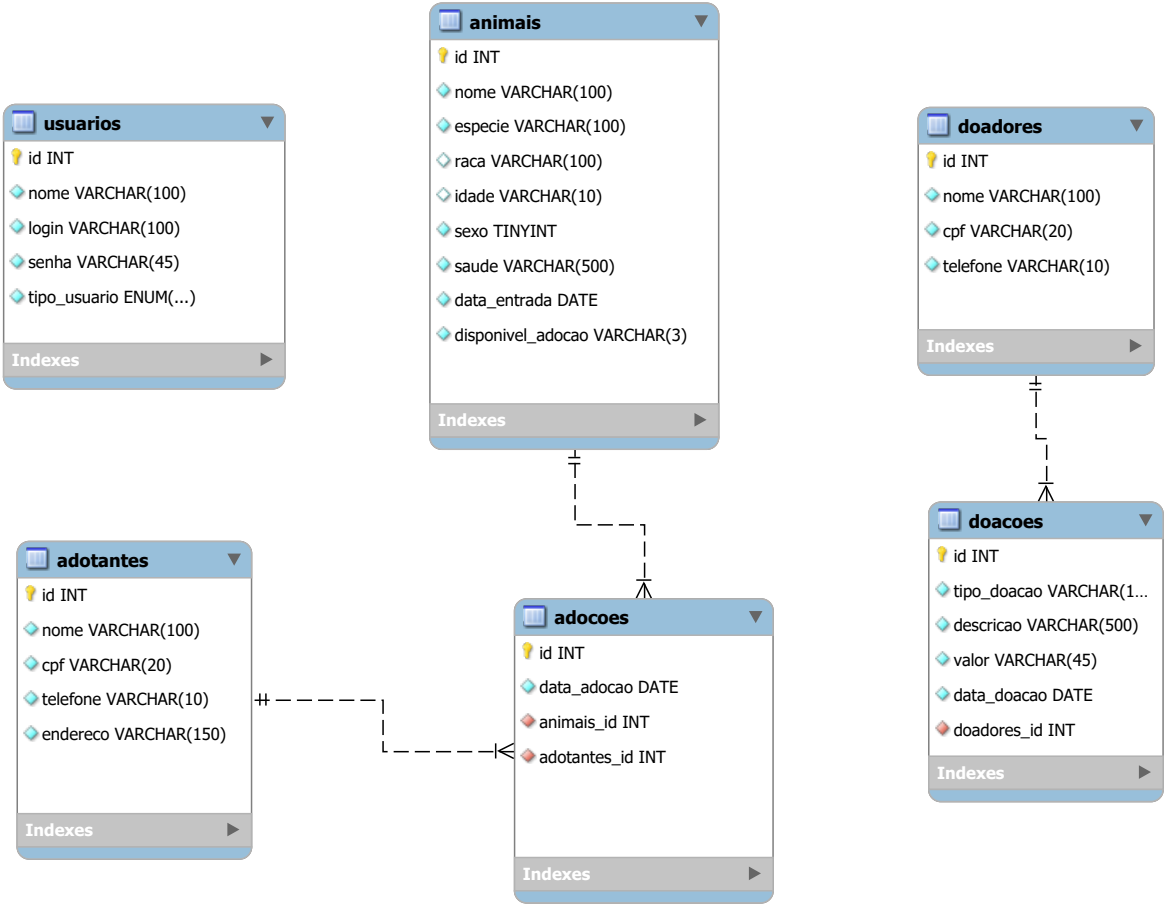 usuarios
id INT
nome VARCHAR(100)
login VARCHAR(100)
senha VARCHAR(45)
tipo_usuario ENUM(...)
Indexes
animais
id INT
nome VARCHAR(100)
especie VARCHAR(100)
raca VARCHAR(100)
idade VARCHAR(10)
sexo TINYINT
saude VARCHAR(500)
data_entrada DATE
disponivel_adocao VARCHAR(3)
Indexes
doadores
id INT
nome VARCHAR(100)
cpf VARCHAR(20)
telefone VARCHAR(10)
Indexes
adotantes
id INT
nome VARCHAR(100)
cpf VARCHAR(20)
telefone VARCHAR(10)
endereco VARCHAR(150)
Indexes
adocoes
id INT
data_adocao DATE
animais_id INT
adotantes_id INT
Indexes
doacoes
id INT
tipo_doacao VARCHAR(1...
descricao VARCHAR(500)
valor VARCHAR(45)
data_doacao DATE
doadores_id INT
Indexes